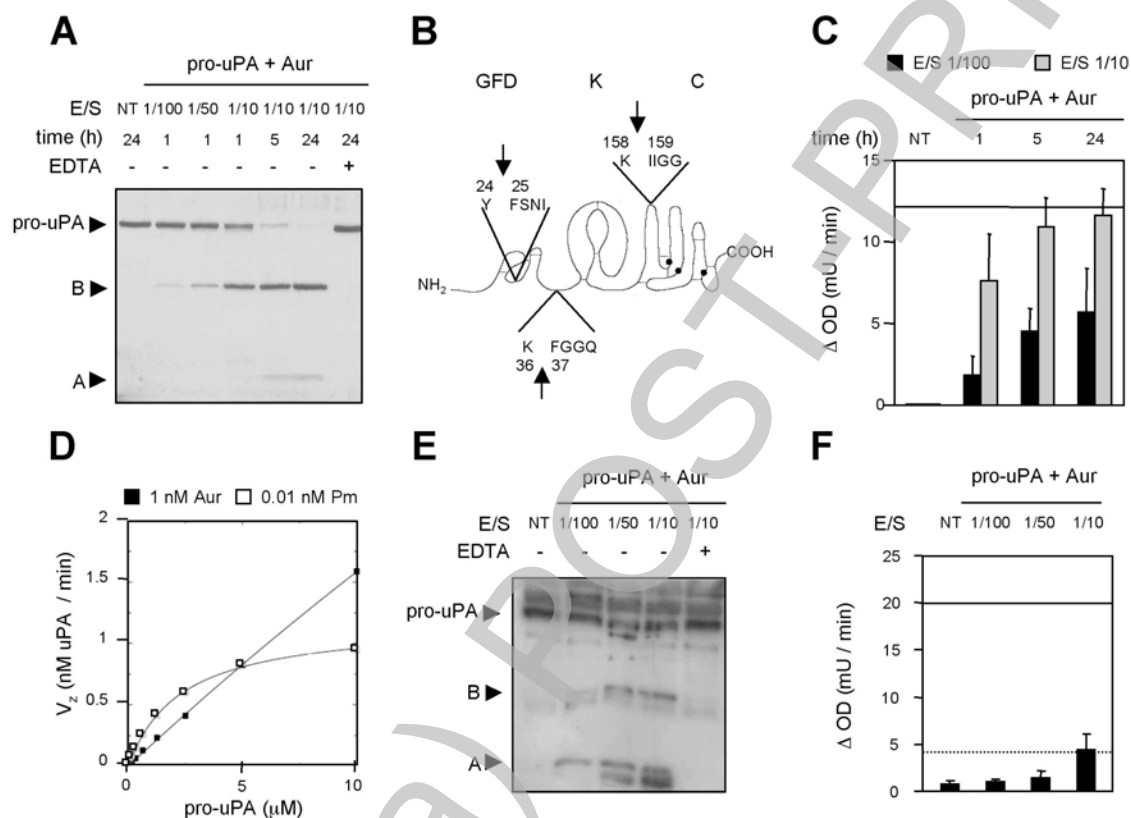 A
pro-uPA + Aur
E/S NT 1/100 1/50 1/10 1/10 1/10 1/10
time (h) 24 1 1 1 5 24 24
EDTA - - - - - - +
pro-uPA
B
A
B
GFD K C
158 159
K IIGG
24 25
Y FSNI
NH2
COOH
K FGGQ
36 37
C
E/S 1/100 E/S 1/10
pro-uPA + Aur
time (h) NT 1 5 24
15
10
5
0
Δ OD (mU / min)
D
1 nM Aur 0.01 nM Pm
2
1.5
1
0.5
0
Vz (nM uPA / min)
0 5 10
pro-uPA (µM)
E
pro-uPA + Aur
E/S NT 1/100 1/50 1/10 1/10
EDTA - - - - +
pro-uPA
B
A
F
pro-uPA + Aur
E/S NT 1/100 1/50 1/10
25
20
15
10
5
0
Δ OD (mU / min)
) POST-PRI